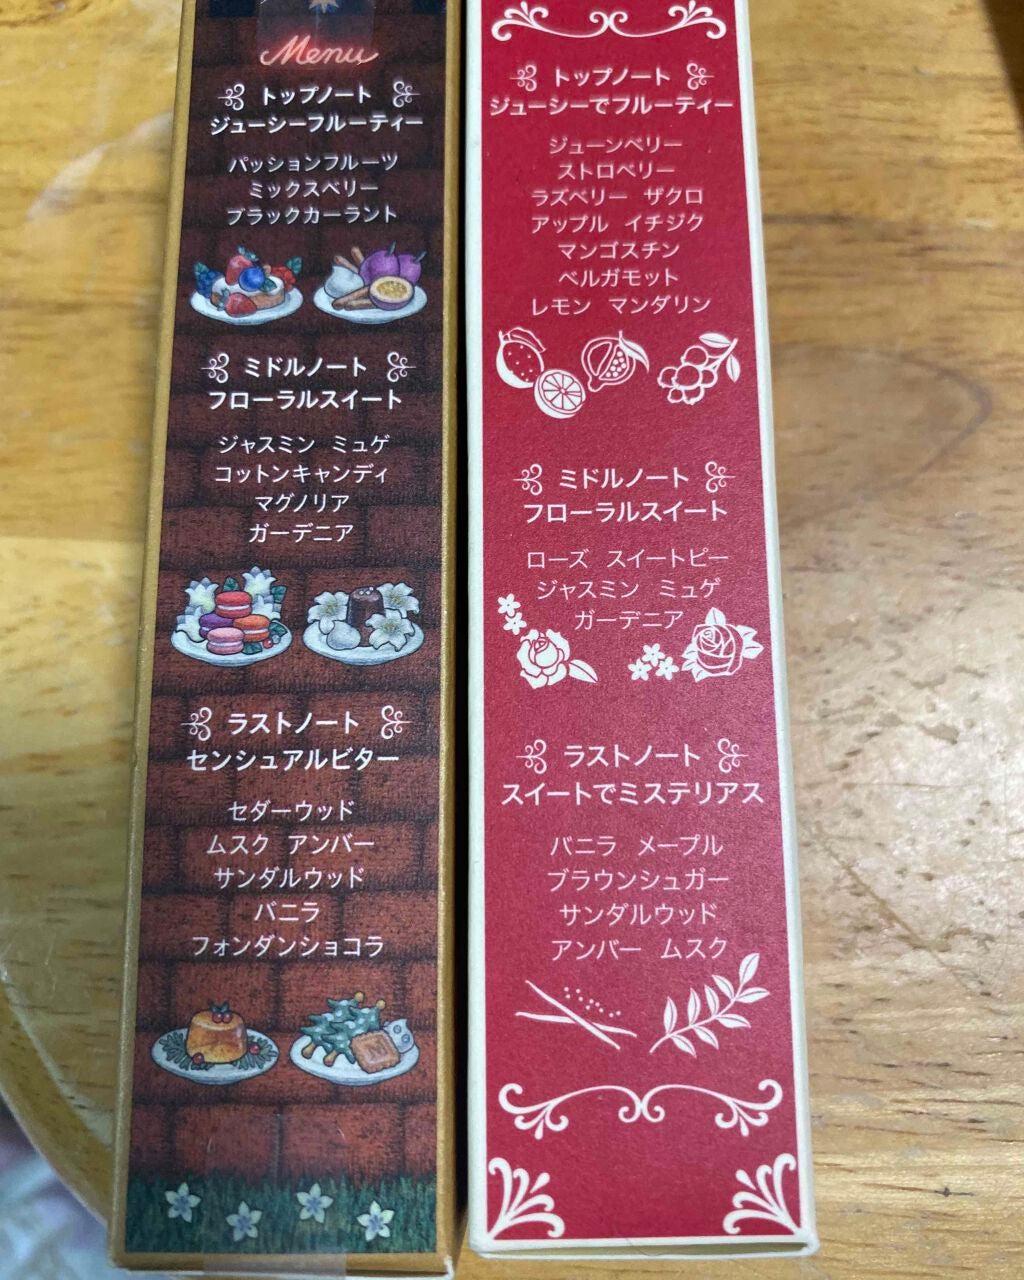 Menu
トップノート
ジューシーフルーティー
パッションフルーツ
ミックスベリー
ブラックカーラント
ミドルノート
フローラルスイート
ジャスミン ミュゲ
コットンキャンディ
マグノリア
ガーデニア
ラストノート
センシュアルビター
セダーウッド
ムスク アンバー
サンダルウッド
バニラ
フォンダンショコラ
トップノート
ジューシーでフルーティー
ジューンベリー
ストロベリー
ラズベリー ザクロ
アップル イチジク
マンゴスチン
ベルガモット
レモン マンダリン
ミドルノート
フローラルスイート
ローズ スイートピー
ジャスミン ミュゲ
ガーデニア
ラストノート
スイートでミステリアス
バニラ メープル
ブラウンシュガー
サンダルウッド
アンバー ムスク